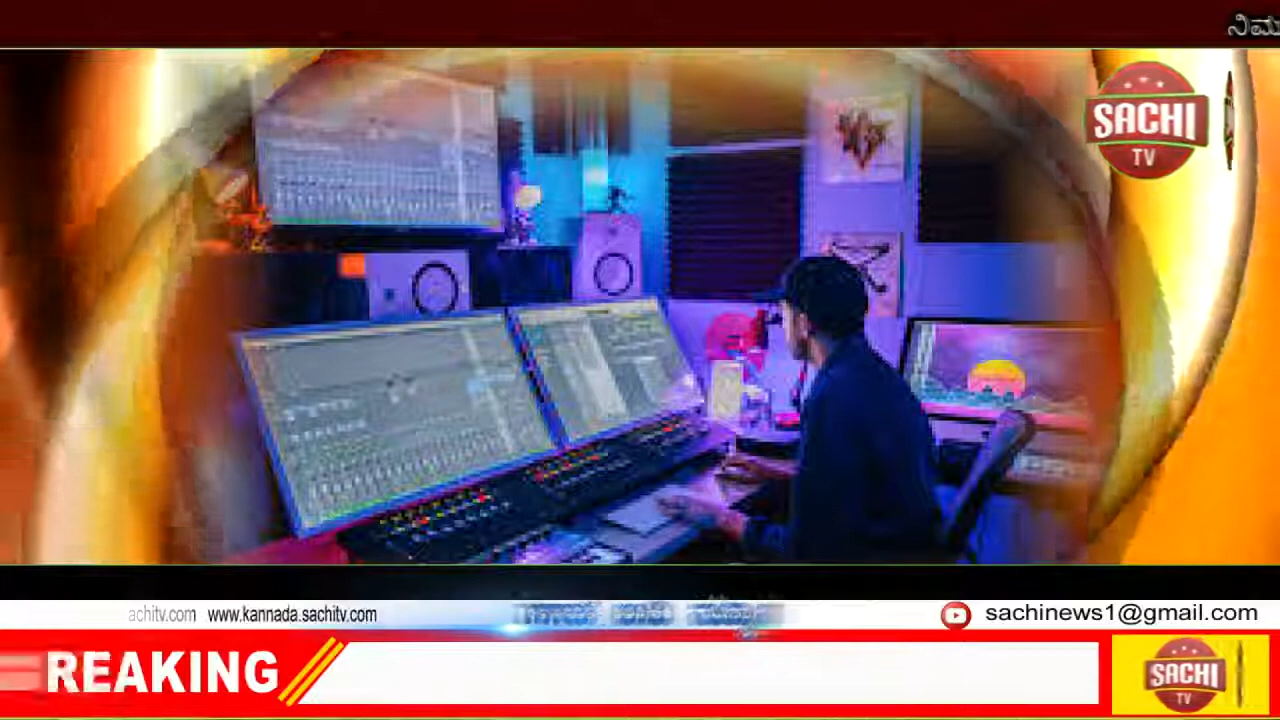 ನಿಮ
SACHI
TV
achitv.com www.kannada.sachitv.com
sachinews1@gmail.com
REAKING
SACHI
TV